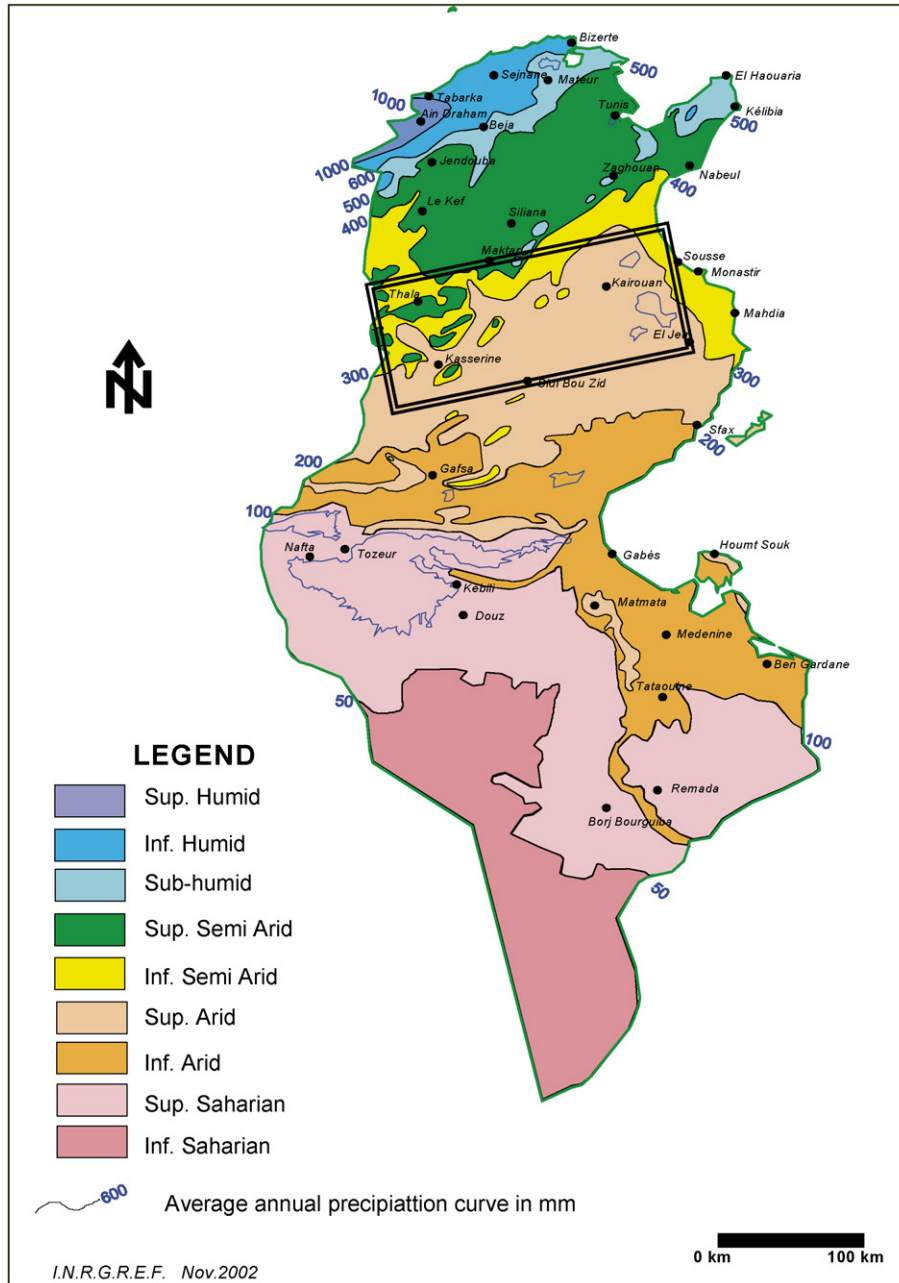 Bizerte
500
Sejnane
Mateur
El Haouaria
1000
Tabarka
Ain Draham
Tunis
Kélibia
500
Beja
1000
Jendouba
600
Zaghouan
Nabeul
400
500
Le Kef
400
Siliana
Maktar
Sousse
Monastir
Thala
Kairouan
Mahdia
El Jem
Kasserine
300
300
Sidi Bou Zid
Sfax
200
200
Gafsa
100
Nafta
Tozeur
Gabès
Houmt Souk
Kebili
Matmata
Douz
Medenine
Ben Gardane
Tataouine
50
100
Remada
Borj Bourguiba
50
LEGEND
Sup. Humid
Inf. Humid
Sub-humid
Sup. Semi Arid
Inf. Semi Arid
Sup. Arid
Inf. Arid
Sup. Saharian
Inf. Saharian
600
Average annual precipiattion curve in mm
0 km 100 km
I.N.R.G.R.E.F. Nov.2002
N